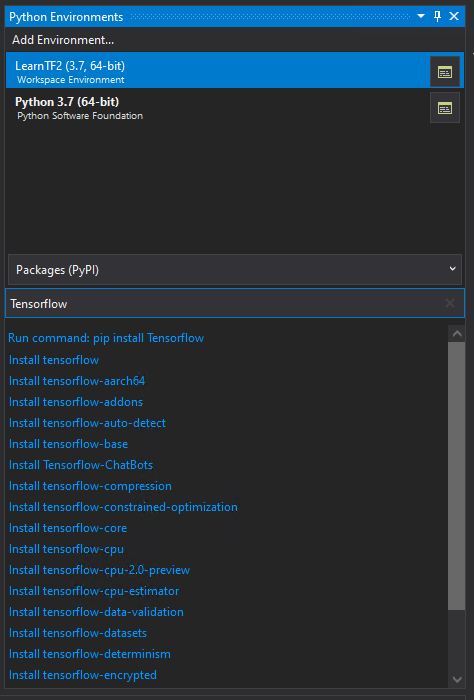 Python Environments
Add Environment...
LearnTF2 (3.7, 64-bit)
Workspace Environment
Python 3.7 (64-bit)
Python Software Foundation
Packages (PyPI)
Tensorflow
Run command: pip install Tensorflow
Install tensorflow
Install tensorflow-aarch64
Install tensorflow-addons
Install tensorflow-auto-detect
Install tensorflow-base
Install Tensorflow-ChatBots
Install tensorflow-compression
Install tensorflow-constrained-optimization
Install tensorflow-core
Install tensorflow-cpu
Install tensorflow-cpu-2.0-preview
Install tensorflow-cpu-estimator
Install tensorflow-data-validation
Install tensorflow-datasets
Install tensorflow-determinism
Install tensorflow-encrypted